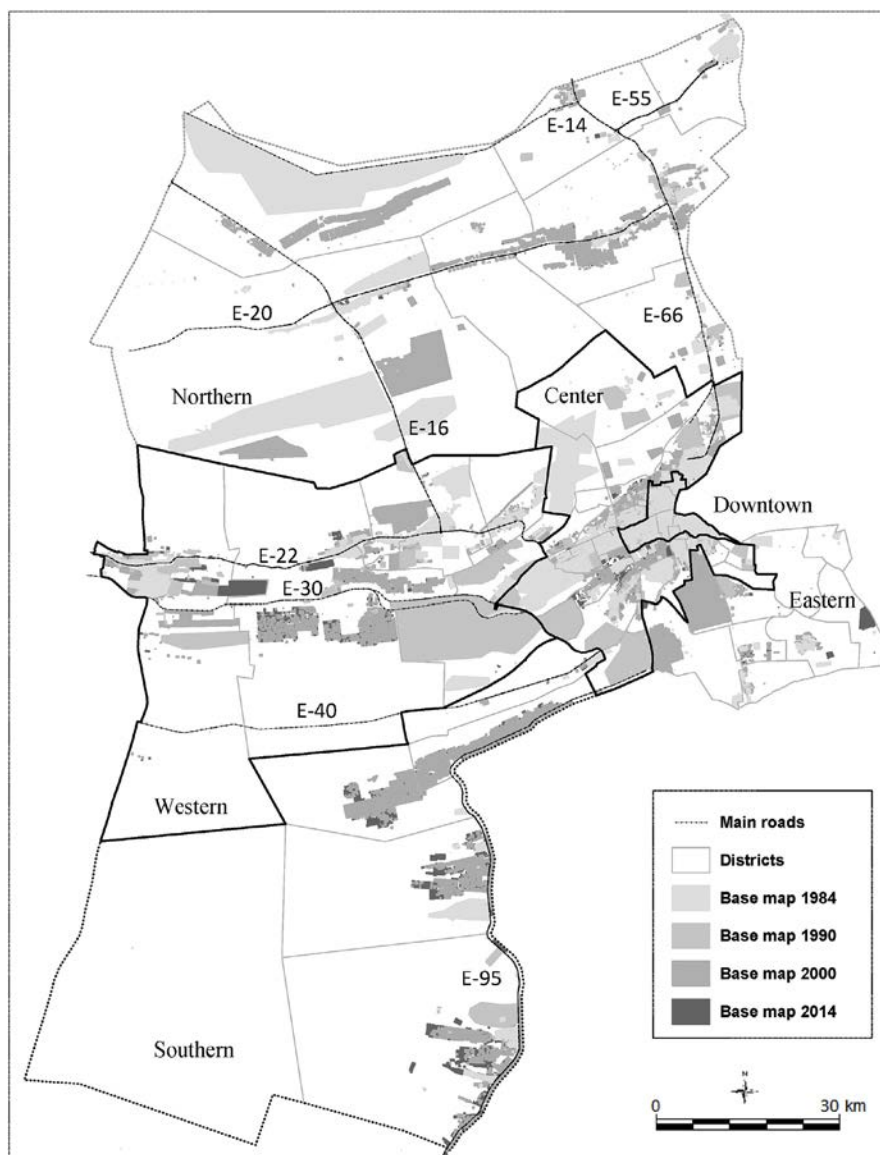 E-55
E-14
E-20
E-66
Northern
Center
E-16
Downtown
E-22
E-30
Eastern
E-40
Western
E-95
Southern
Main roads
Districts
Base map 1984
Base map 1990
Base map 2000
Base map 2014
N
0 30 km